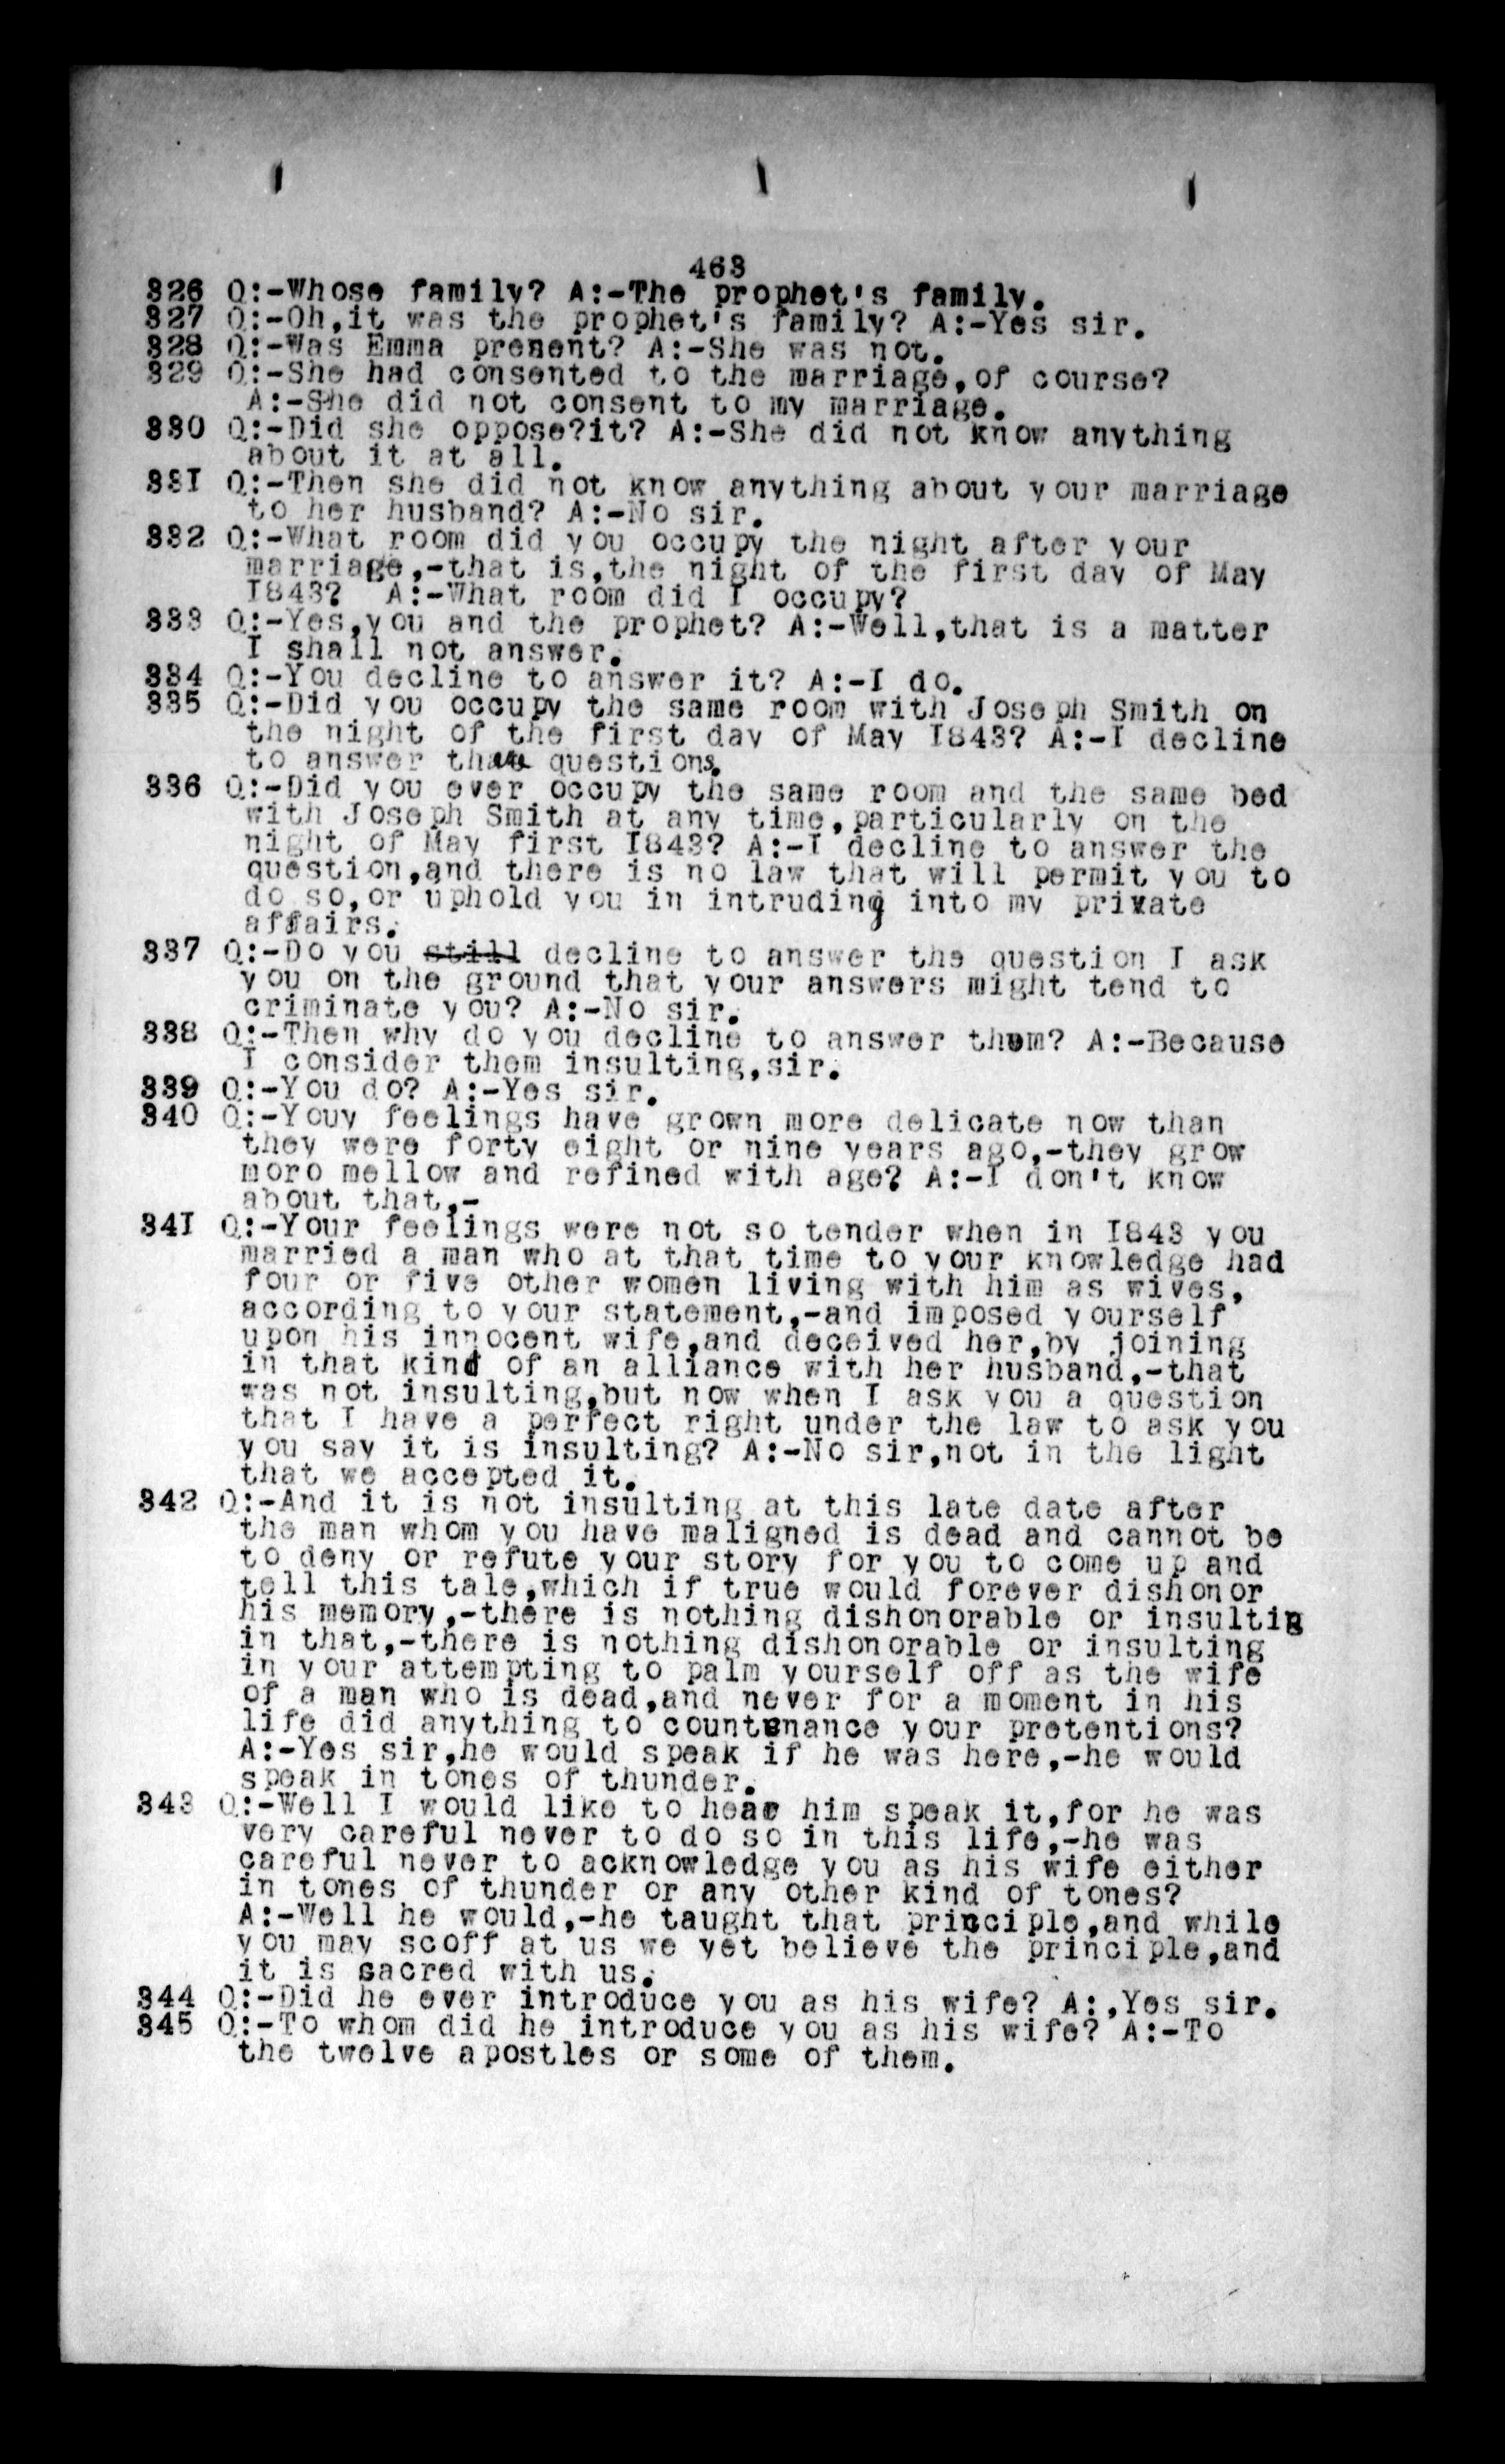 463
326 Q:-Whose family? A:-The prophet's family.
327 Q:-Oh,it was the prophet's family? A:-Yes sir.
328 Q:-Was Emma present? A:-She was not.
329 Q:-She had consented to the marriage,of course?
A:-She did not consent to my marriage.
330 Q:-Did she oppose?it? A:-She did not know anything
about it at all.
331 Q:-Then she did not know anything about your marriage
to her husband? A:-No sir.
332 Q:-What room did you occupy the night after your
marriage,-that is,the night of the first day of May
1843? A:-What room did I occupy?
333 Q:-Yes,you and the prophet? A:-Well,that is a matter
I shall not answer.
334 Q:-You decline to answer it? A:-I do.
335 Q:-Did you occupy the same room with Joseph Smith on
the night of the first day of May 1843? A:-I decline
to answer questions.
336 Q:-Did you ever occupy the same room and the same bed
with Joseph Smith at any time,particularly on the
night of May first 1843? A:-I decline to answer the
question,and there is no law that will permit you to
do so,or uphold you in intruding into my private
affairs.
337 Q:-Do you still decline to answer the question I ask
you on the ground that your answers might tend to
criminate you? A:-No sir.
338 Q:-Then why do you decline to answer them? A:-Because
I consider them insulting,sir.
339 Q:-You do? A:-Yes sir.
340 Q:-Youy feelings have grown more delicate now than
they were forty eight or nine years ago,-they grow
more mellow and refined with age? A:-I don't know
about that,-
341 Q:-Your feelings were not so tender when in 1843 you
married a man who at that time to your knowledge had
four or five other women living with him as wives,
according to your statement,-and imposed yourself
upon his innocent wife,and deceived her,by joining
in that kind of an alliance with her husband,-that
was not insulting,but now when I ask you a question
that I have a perfect right under the law to ask you
you say it is insulting? A:-No sir,not in the light
that we accepted it.
342 Q:-And it is not insulting at this late date after
the man whom you have maligned is dead and cannot be
to deny or refute your story for you to come up and
tell this tale,which if true would forever dishonor
his memory,-there is nothing dishonorable or insulting
in that,-there is nothing dishonorable or insulting
in your attempting to palm yourself off as the wife
of a man who is dead,and never for a moment in his
life did anything to countenance your pretentions?
A:-Yes sir,he would speak if he was here,-he would
speak in tones of thunder.
343 Q:-Well I would like to hear him speak it,for he was
very careful never to do so in this life,-he was
careful never to acknowledge you as his wife either
in tones of thunder or any other kind of tones?
A:-Well he would,-he taught that principle,and while
you may scoff at us we yet believe the principle,and
it is sacred with us.
344 Q:-Did he ever introduce you as his wife? A:,Yes sir.
345 Q:-To whom did he introduce you as his wife? A:-To
the twelve apostles or some of them.